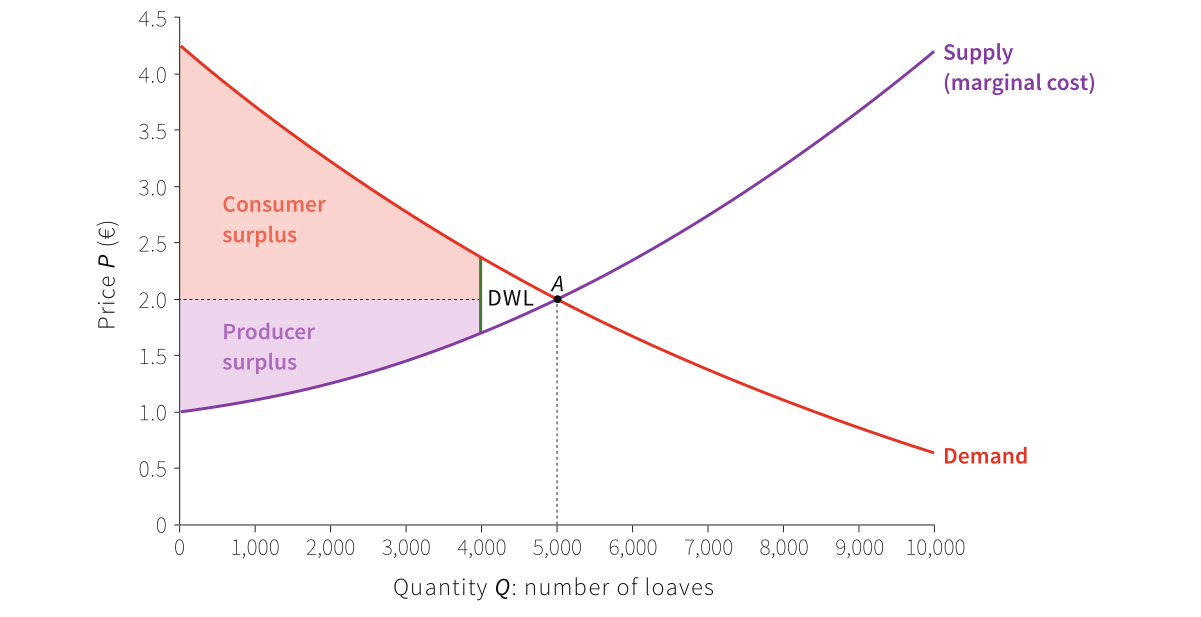 4.5
4.0
3.5
3.0
2.5
2.0
1.5
1.0
0.5
0
Price P (€)
Consumer
surplus
Producer
surplus
DWL
A
Supply
(marginal cost)
Demand
0 1,000 2,000 3,000 4,000 5,000 6,000 7,000 8,000 9,000 10,000
Quantity Q: number of loaves